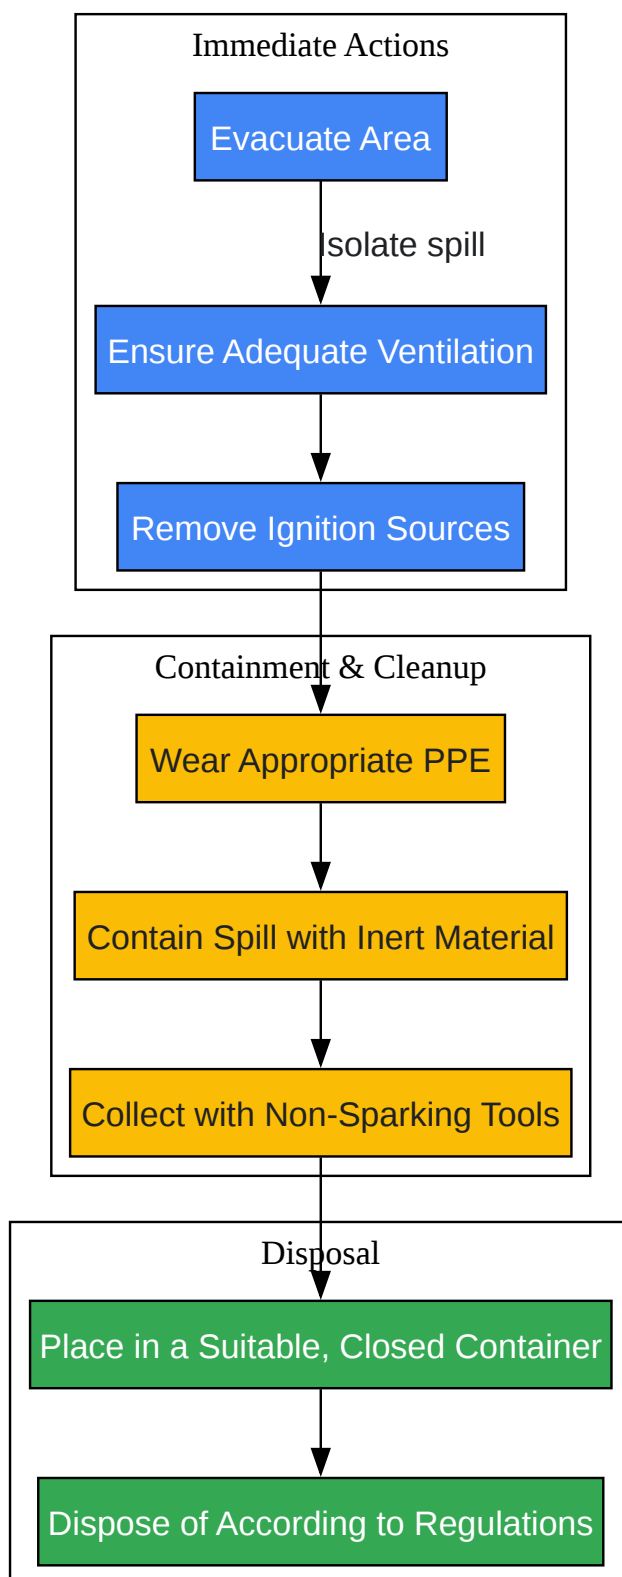 Immediate Actions
Evacuate Area
Isolate spill
Ensure Adequate Ventilation
Remove Ignition Sources
Containment & Cleanup
Wear Appropriate PPE
Contain Spill with Inert Material
Collect with Non-Sparking Tools
Disposal
Place in a Suitable, Closed Container
Dispose of According to Regulations